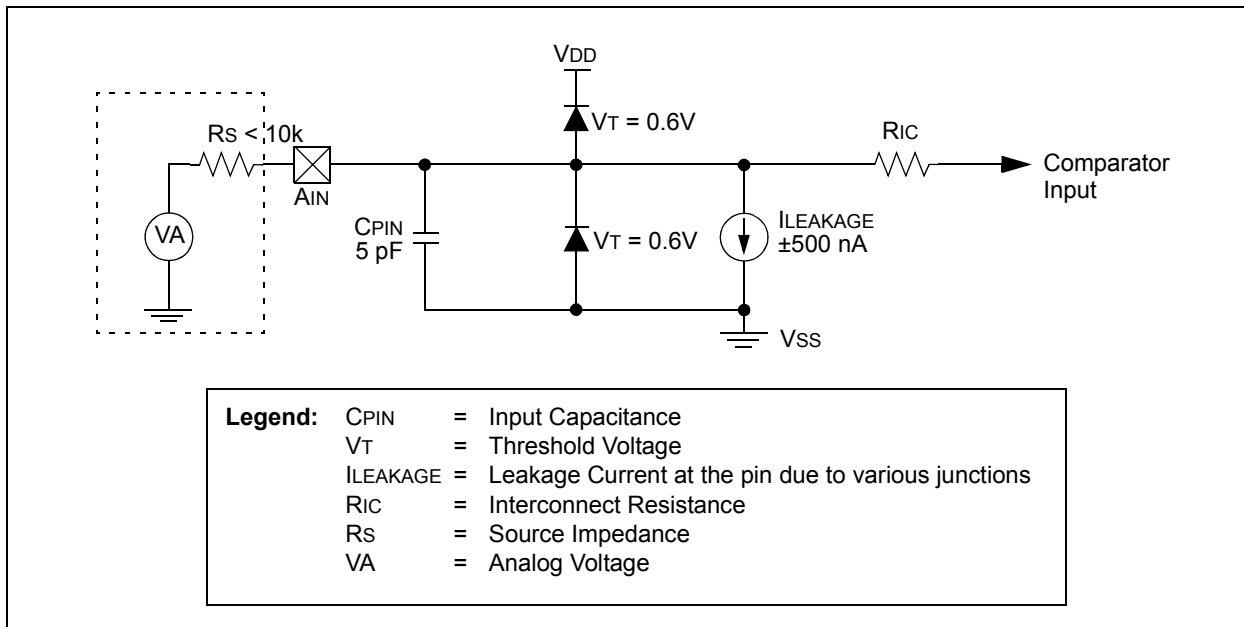 VDD
VT = 0.6V
RS < 10k
RIC
AIN
Comparator
Input
VA
CPIN
5 pF
VT = 0.6V
ILEAKAGE
±500 nA
VSS
Legend: CPIN = Input Capacitance
VT = Threshold Voltage
ILEAKAGE = Leakage Current at the pin due to various junctions
RIC = Interconnect Resistance
RS = Source Impedance
VA = Analog Voltage